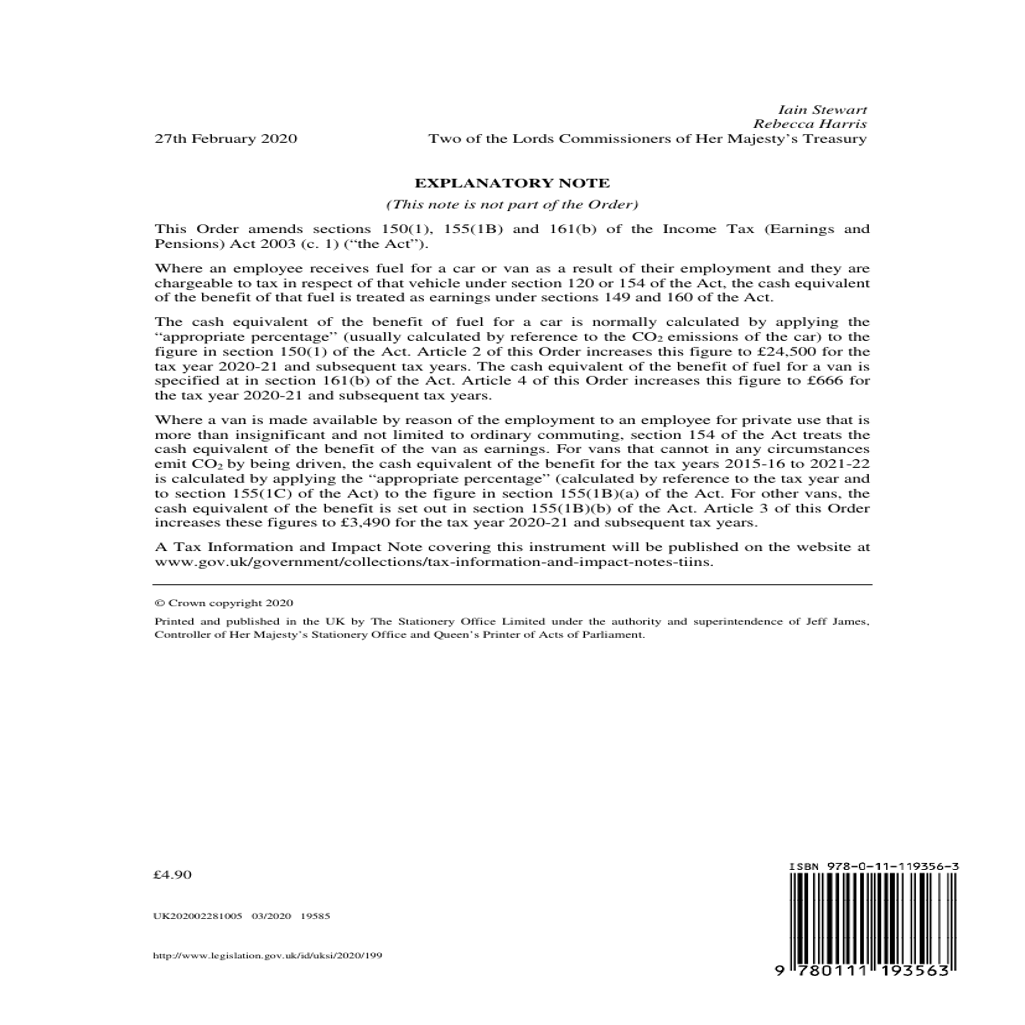 Iain Stewart
Rebecca Harris
27th February 2020 Two of the Lords Commissioners of Her Majesty’s Treasury
EXPLANATORY NOTE
(This note is not part of the Order)
This Order amends sections 150(1), 155(1B) and 161(b) of the Income Tax (Earnings and
Pensions) Act 2003 (c. 1) (“the Act”).
Where an employee receives fuel for a car or van as a result of their employment and they are
chargeable to tax in respect of that vehicle under section 120 or 154 of the Act, the cash equivalent
of the benefit of that fuel is treated as earnings under sections 149 and 160 of the Act.
The cash equivalent of the benefit of fuel for a car is normally calculated by applying the
“appropriate percentage” (usually calculated by reference to the CO₂ emissions of the car) to the
figure in section 150(1) of the Act. Article 2 of this Order increases this figure to £24,500 for the
tax year 2020-21 and subsequent tax years. The cash equivalent of the benefit of fuel for a van is
specified at in section 161(b) of the Act. Article 4 of this Order increases this figure to £666 for
the tax year 2020-21 and subsequent tax years.
Where a van is made available by reason of the employment to an employee for private use that is
more than insignificant and not limited to ordinary commuting, section 154 of the Act treats the
cash equivalent of the benefit of the van as earnings. For vans that cannot in any circumstances
emit CO₂ by being driven, the cash equivalent of the benefit for the tax years 2015-16 to 2021-22
is calculated by applying the “appropriate percentage” (calculated by reference to the tax year and
to section 155(1C) of the Act) to the figure in section 155(1B)(a) of the Act. For other vans, the
cash equivalent of the benefit is set out in section 155(1B)(b) of the Act. Article 3 of this Order
increases these figures to £3,490 for the tax year 2020-21 and subsequent tax years.
A Tax Information and Impact Note covering this instrument will be published on the website at
www.gov.uk/government/collections/tax-information-and-impact-notes-tiins.
© Crown copyright 2020
Printed and published in the UK by The Stationery Office Limited under the authority and superintendence of Jeff James,
Controller of Her Majesty’s Stationery Office and Queen’s Printer of Acts of Parliament.
£4.90
UK202002281005 03/2020 19585
http://www.legislation.gov.uk/id/uksi/2020/199
ISBN 978-0-11-119356-3
9 780111 193563